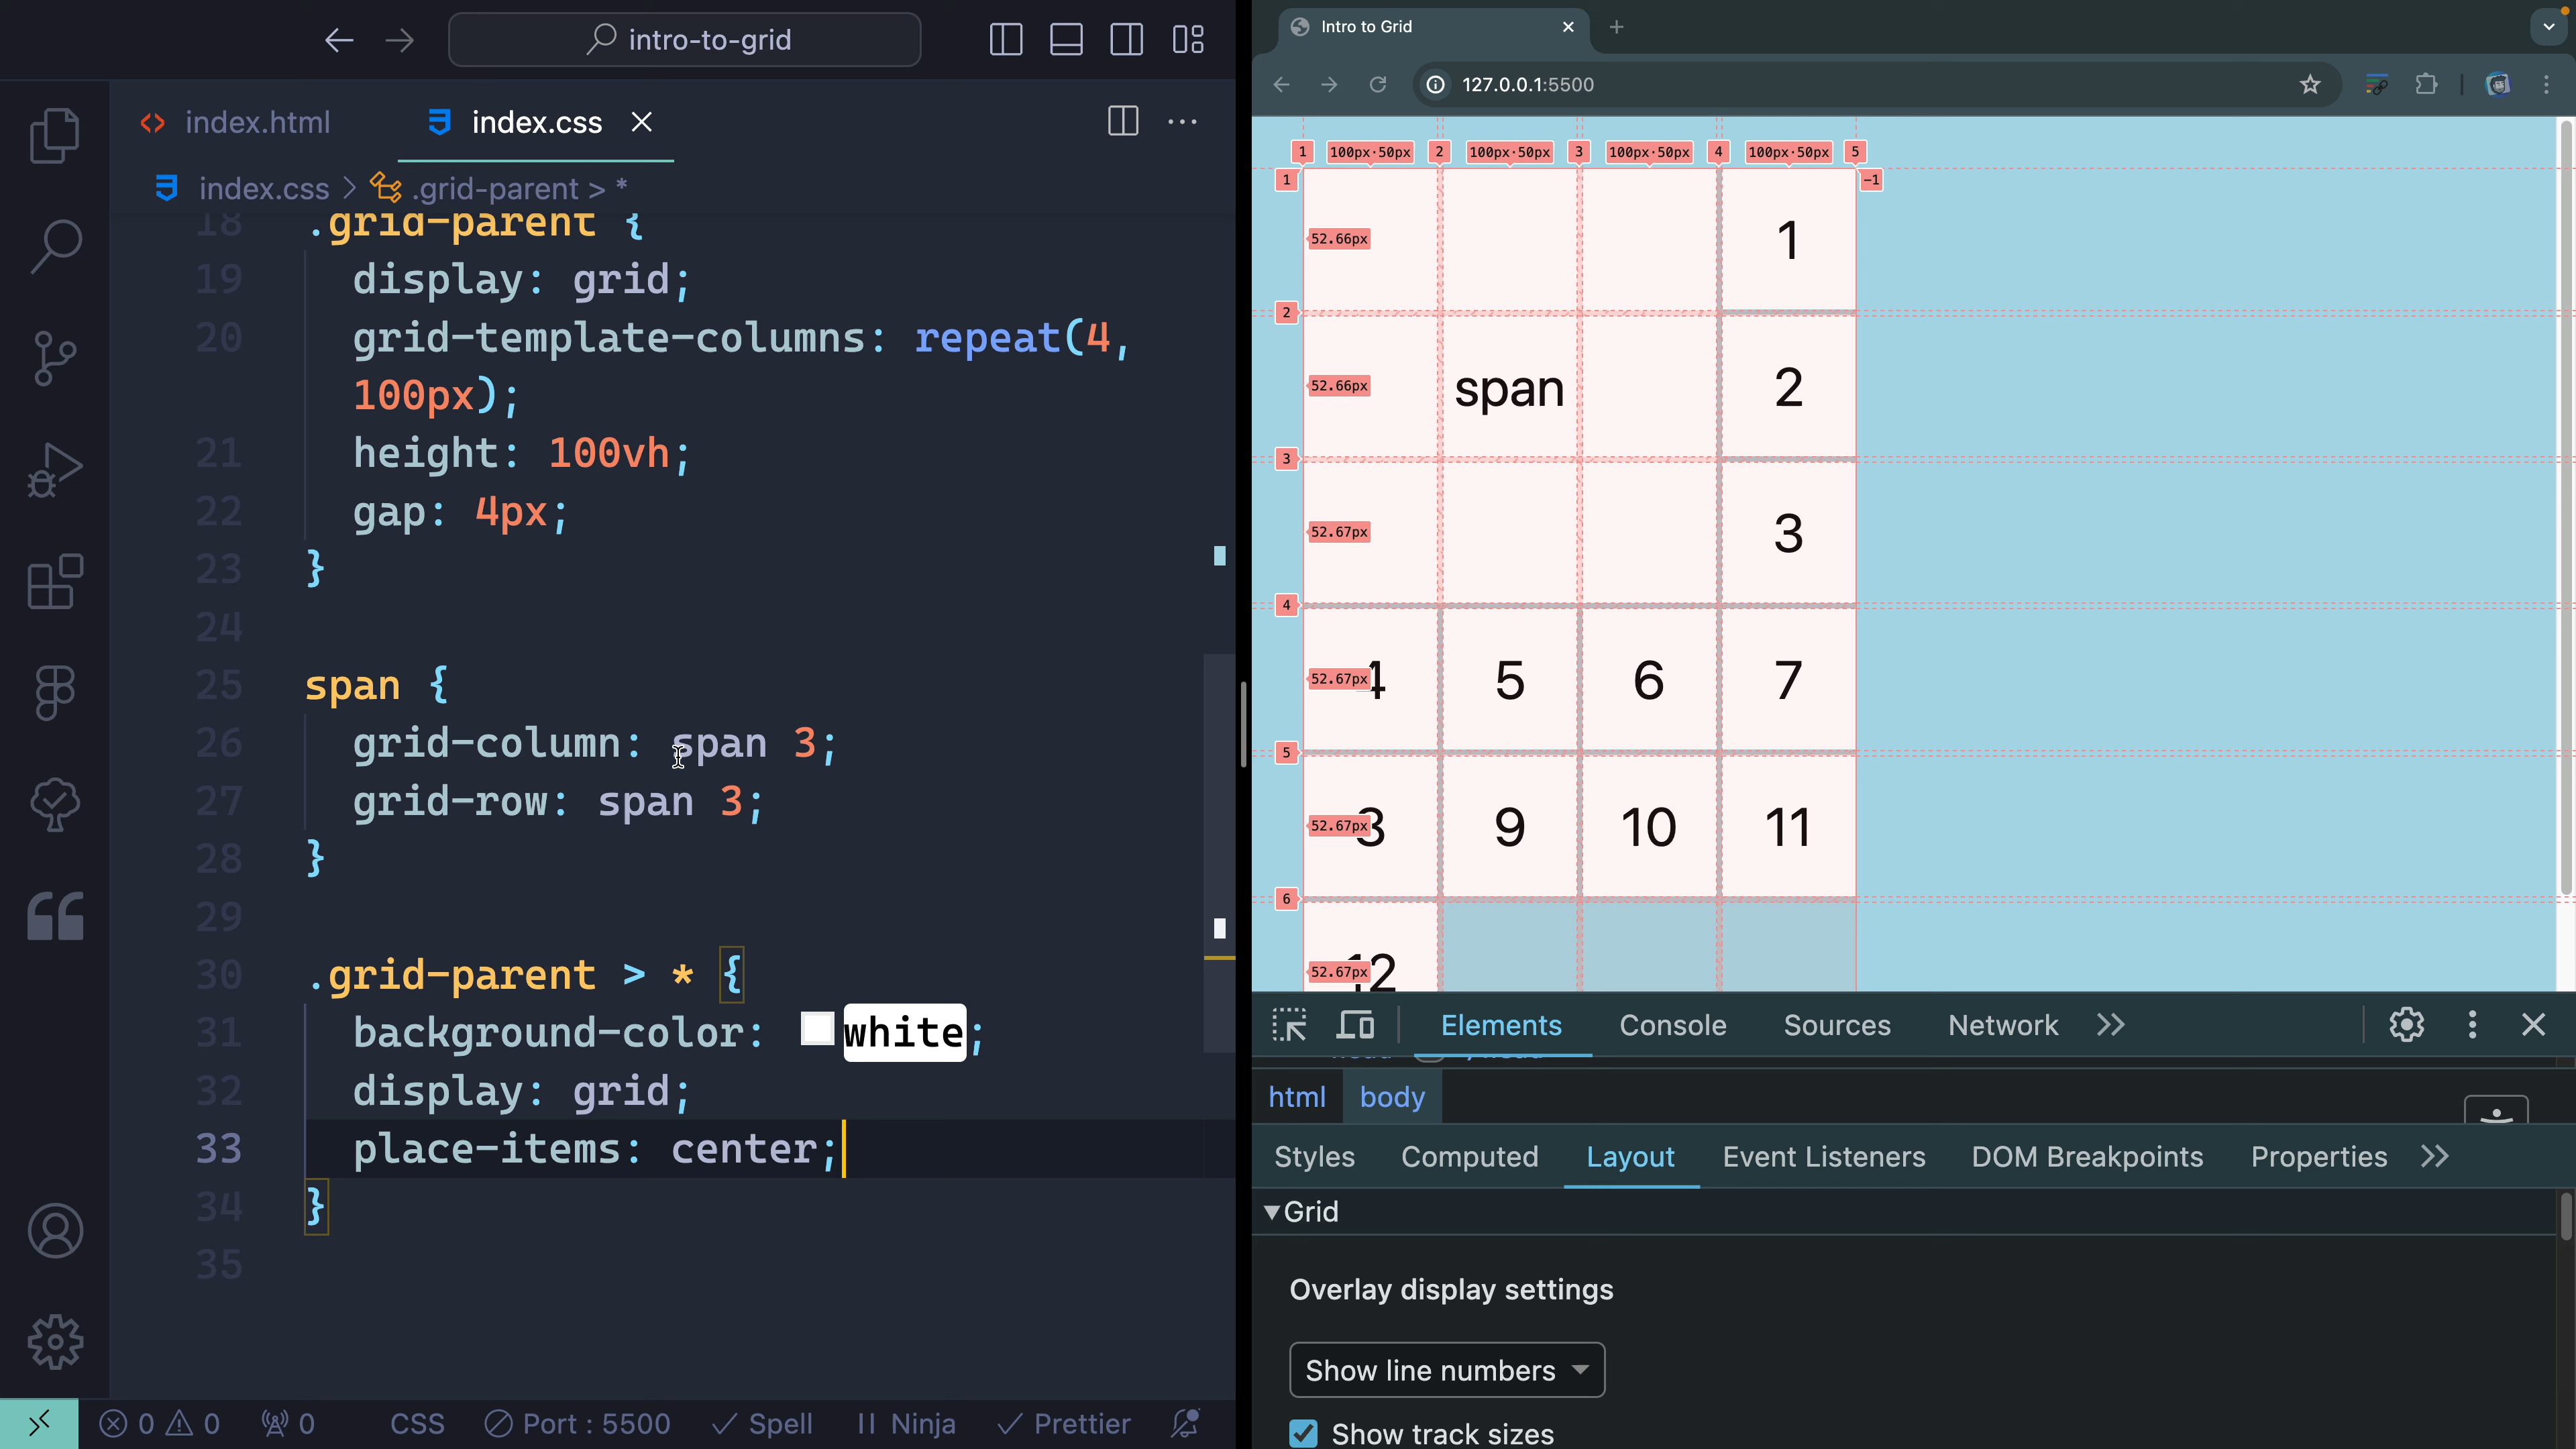 intro-to-grid
index.html
index.css
index.css > .grid-parent > *
18 .grid-parent {
19 display: grid;
20 grid-template-columns: repeat(4,
100px);
21 height: 100vh;
22 gap: 4px;
23 }
24
25 span {
26 grid-column: span 3;
27 grid-row: span 3;
28 }
29
30 .grid-parent > * {
31 background-color: white;
32 display: grid;
33 place-items: center;
34 }
35
0 0 0 CSS Port : 5500 Spell Ninja Prettier
Intro to Grid
127.0.0.1:5500
1 100px·50px 2 100px·50px 3 100px·50px 4 100px·50px 5
1 -1
52.66px 1
2
52.66px span 2
3
52.67px 3
4
52.67px 4 5 6 7
5
52.67px 9 10 11
6
52.67px 12
Elements Console Sources Network
html body
Styles Computed Layout Event Listeners DOM Breakpoints Properties
Grid
Overlay display settings
Show line numbers
Show track sizes